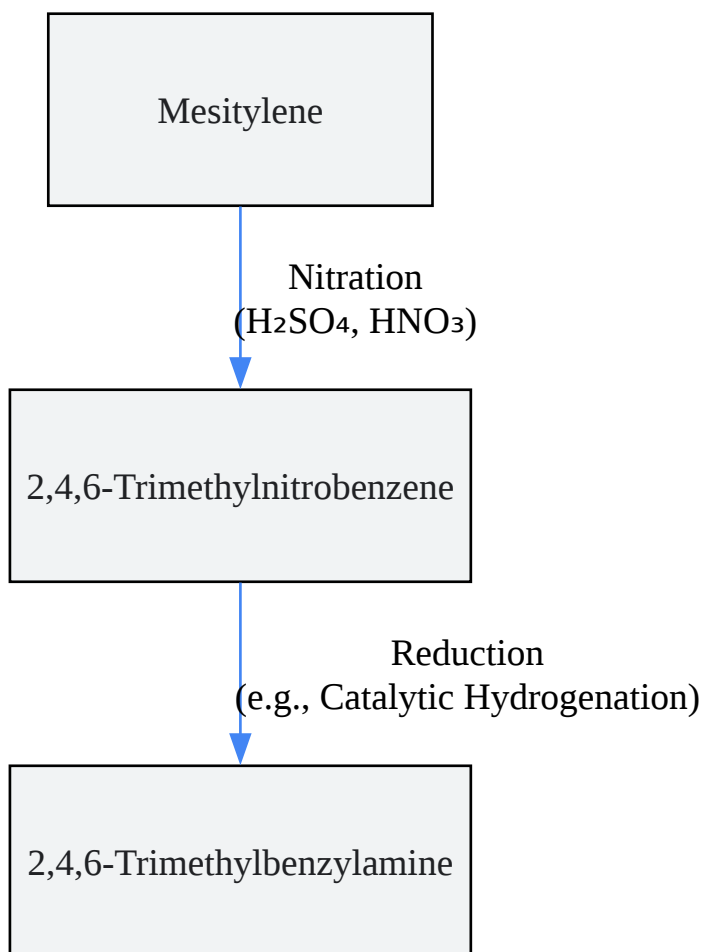 Mesitylene
Nitration
(H₂SO₄, HNO₃)
2,4,6-Trimethylnitrobenzene
Reduction
(e.g., Catalytic Hydrogenation)
2,4,6-Trimethylbenzylamine